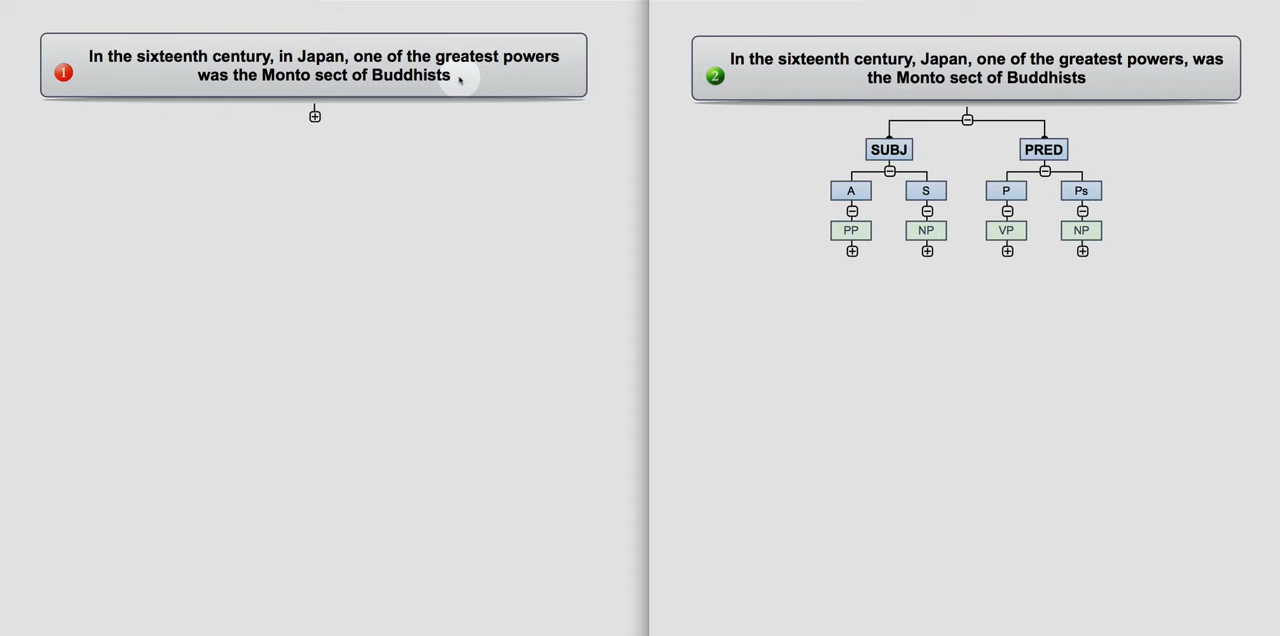 1
In the sixteenth century, in Japan, one of the greatest powers
was the Monto sect of Buddhists
2
In the sixteenth century, Japan, one of the greatest powers, was
the Monto sect of Buddhists
SUBJ PRED
A S P Ps
PP NP VP NP